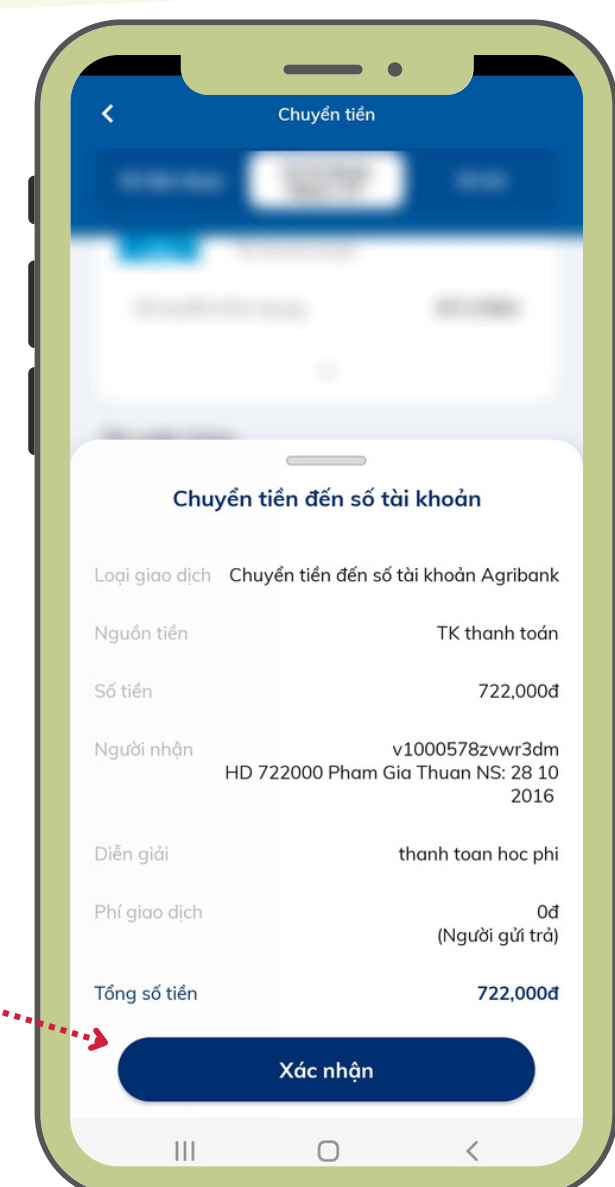 Chuyển tiền
Chuyển tiền đến số tài khoản
Loại giao dịch Chuyển tiền đến số tài khoản Agribank
Nguồn tiền TK thanh toán
Số tiền 722,000đ
Người nhận v1000578zvwr3dm
HD 722000 Pham Gia Thuan NS: 28 10
2016
Diễn giải thanh toan hoc phi
Phí giao dịch 0đ
(Người gửi trả)
Tổng số tiền 722,000đ
Xác nhận